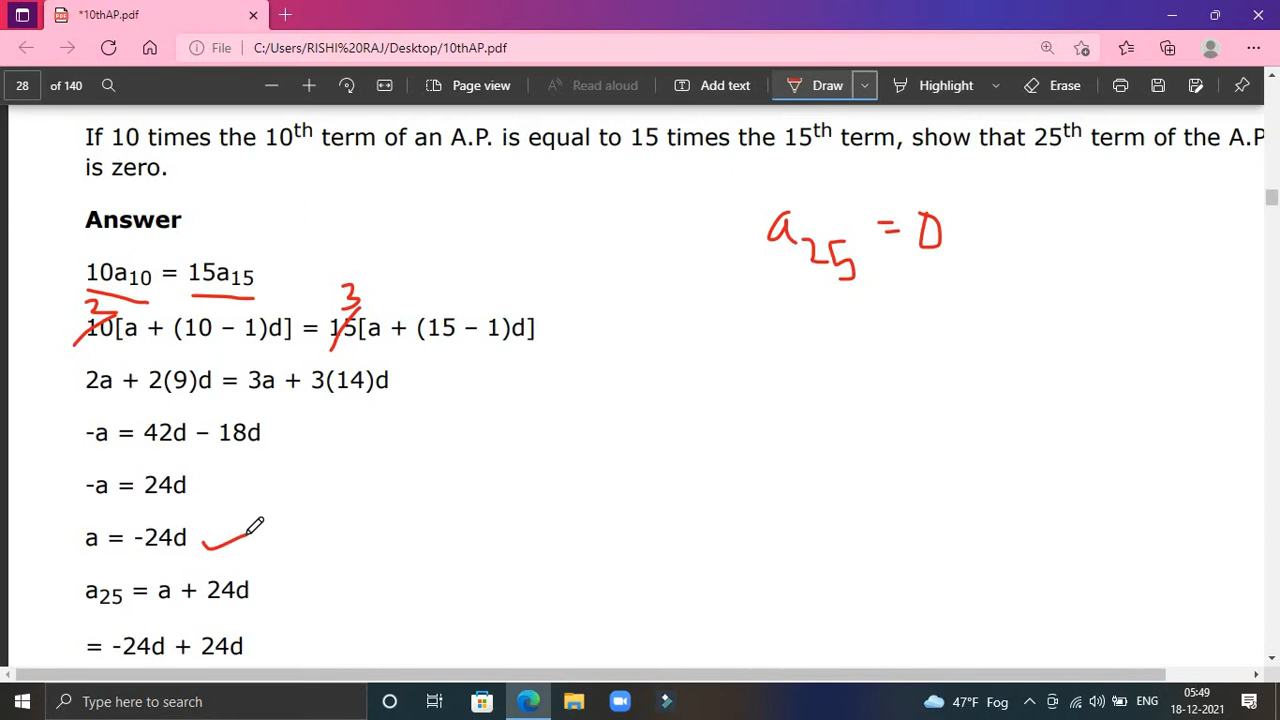 *10thAP.pdf
File C:/Users/RISHI%20RAJ/Desktop/10thAP.pdf
28 of 140 Page view Read aloud Add text Draw Highlight Erase
If 10 times the 10th term of an A.P. is equal to 15 times the 15th term, show that 25th term of the A.P
is zero.
Answer
a25 = 0
10a10 = 15a15
2 3
10[a + (10 – 1)d] = 15[a + (15 – 1)d]
2a + 2(9)d = 3a + 3(14)d
-a = 42d – 18d
-a = 24d
a = -24d
a25 = a + 24d
= -24d + 24d
Type here to search 47°F Fog ENG 05:49
18-12-2021